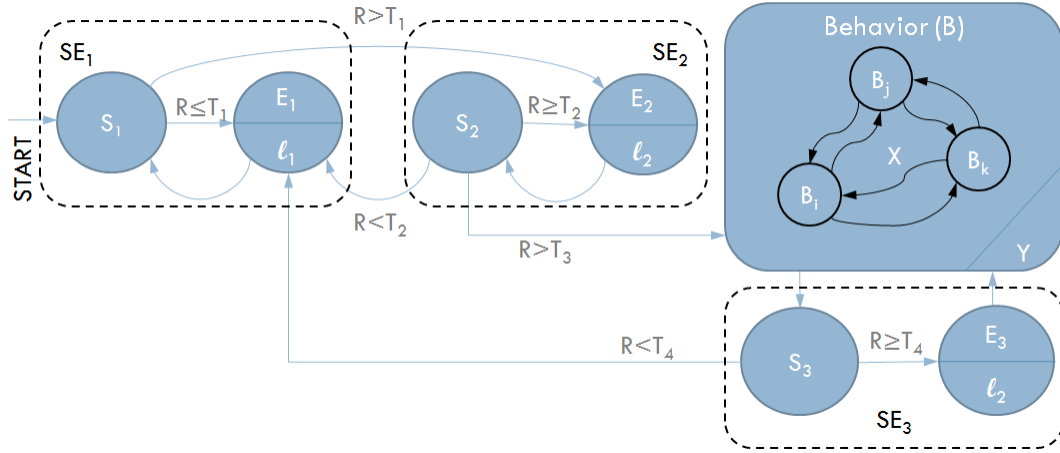 R>T₁
Behavior (B)
SE₁
SE₂
Bⱼ
S₁
R≤T₁
E₁
ℓ₁
S₂
R≥T₂
E₂
ℓ₂
X
Bₖ
Bᵢ
START
R<T₂
R>T₃
Y
R<T₄
S₃
R≥T₄
E₃
ℓ₂
SE₃